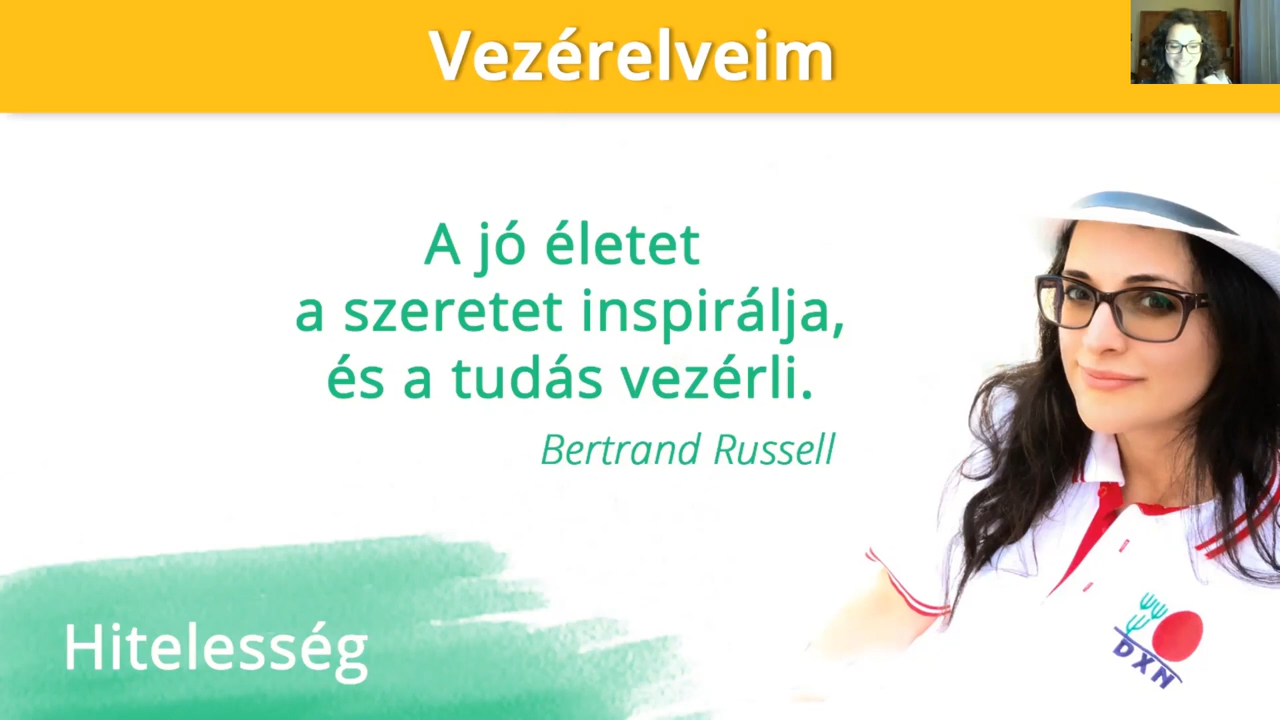 Vezérelveim
A jó életet
a szeretet inspirálja,
és a tudás vezérli.
Bertrand Russell
Hitelesség
DXN